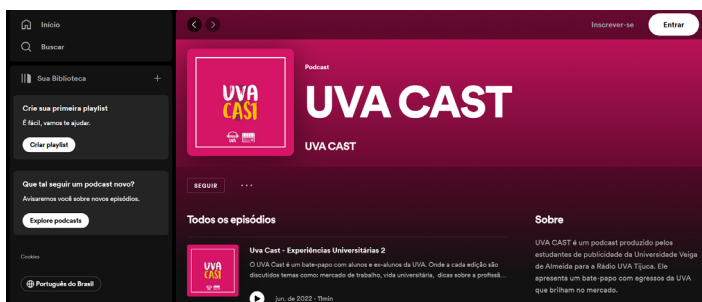 Início
Buscar
Sua Biblioteca
Crie sua primeira playlist
É fácil, vamos te ajudar.
Criar playlist
Que tal seguir um podcast novo?
Avisaremos você sobre novos episódios.
Explore podcasts
Cookies
Português do Brasil
Inscrever-se
Entrar
UVA
CAST
Podcast
UVA CAST
UVA CAST
SEGUIR
Todos os episódios
UVA
CAST
Uva Cast - Experiências Universitárias 2
O UVA Cast é um bate-papo com alunos e ex-alunos da UVA. Onde a cada edição são
discutidos temas como: mercado de trabalho, vida universitária, dicas sobre a profissã...
jun. de 2022 · 11min
Sobre
UVA CAST é um podcast produzido pelos
estudantes de publicidade da Universidade Veiga
de Almeida para a Rádio UVA Tijuca. Ele
apresenta um bate-papo com egressos da UVA
que brilham no mercado.